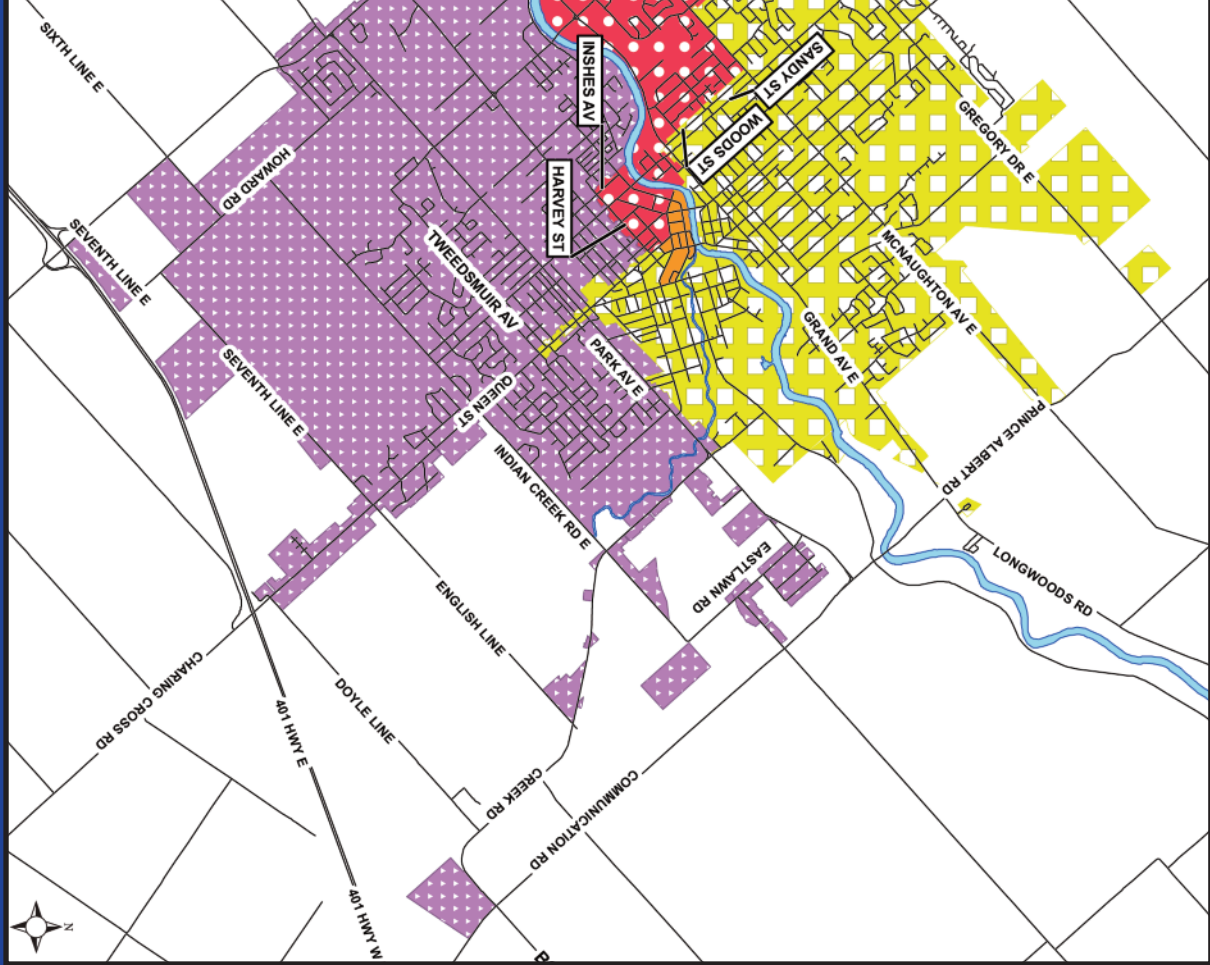 SIXTH LINE E
INSHES AV
SANDY ST
WOODS ST
GREGORY DR E
HOWARD RD
HARVEY ST
SEVENTH LINE E
TWEEDSMUIR AV
MCNAUGHTON AV E
GRAND AV E
PARK AV E
SEVENTH LINE E
QUEEN ST
PRINCE ALBERT RD
INDIAN CREEK RD E
EASTLAWN RD
LONGWOODS RD
ENGLISH LINE
CHARING CROSS RD
DOYLE LINE
401 HWY E
CREEK RD
COMMUNICATION RD
401 HWY W
N